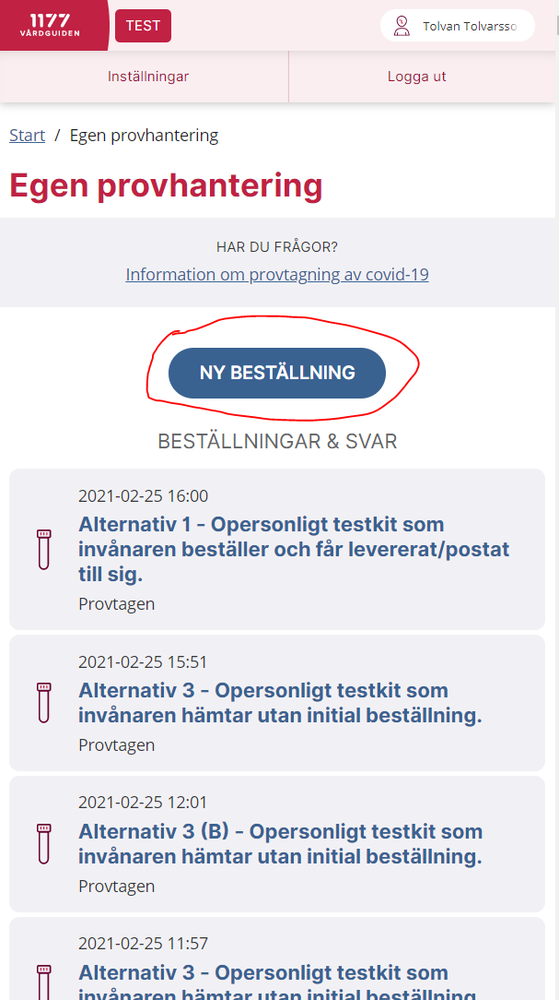 1177
VÅRDGUIDEN
TEST
Tolvan Tolvarsso
Inställningar
Logga ut
Start / Egen provhantering
Egen provhantering
HAR DU FRÅGOR?
Information om provtagning av covid-19
NY BESTÄLLNING
BESTÄLLNINGAR & SVAR
2021-02-25 16:00
Alternativ 1 - Opersonligt testkit som
invånaren beställer och får levererat/postat
till sig.
Provtagen
2021-02-25 15:51
Alternativ 3 - Opersonligt testkit som
invånaren hämtar utan initial beställning.
Provtagen
2021-02-25 12:01
Alternativ 3 (B) - Opersonligt testkit som
invånaren hämtar utan initial beställning.
Provtagen
2021-02-25 11:57
Alternativ 3 - Opersonligt testkit som
invånaren hämtar utan initial beställning.